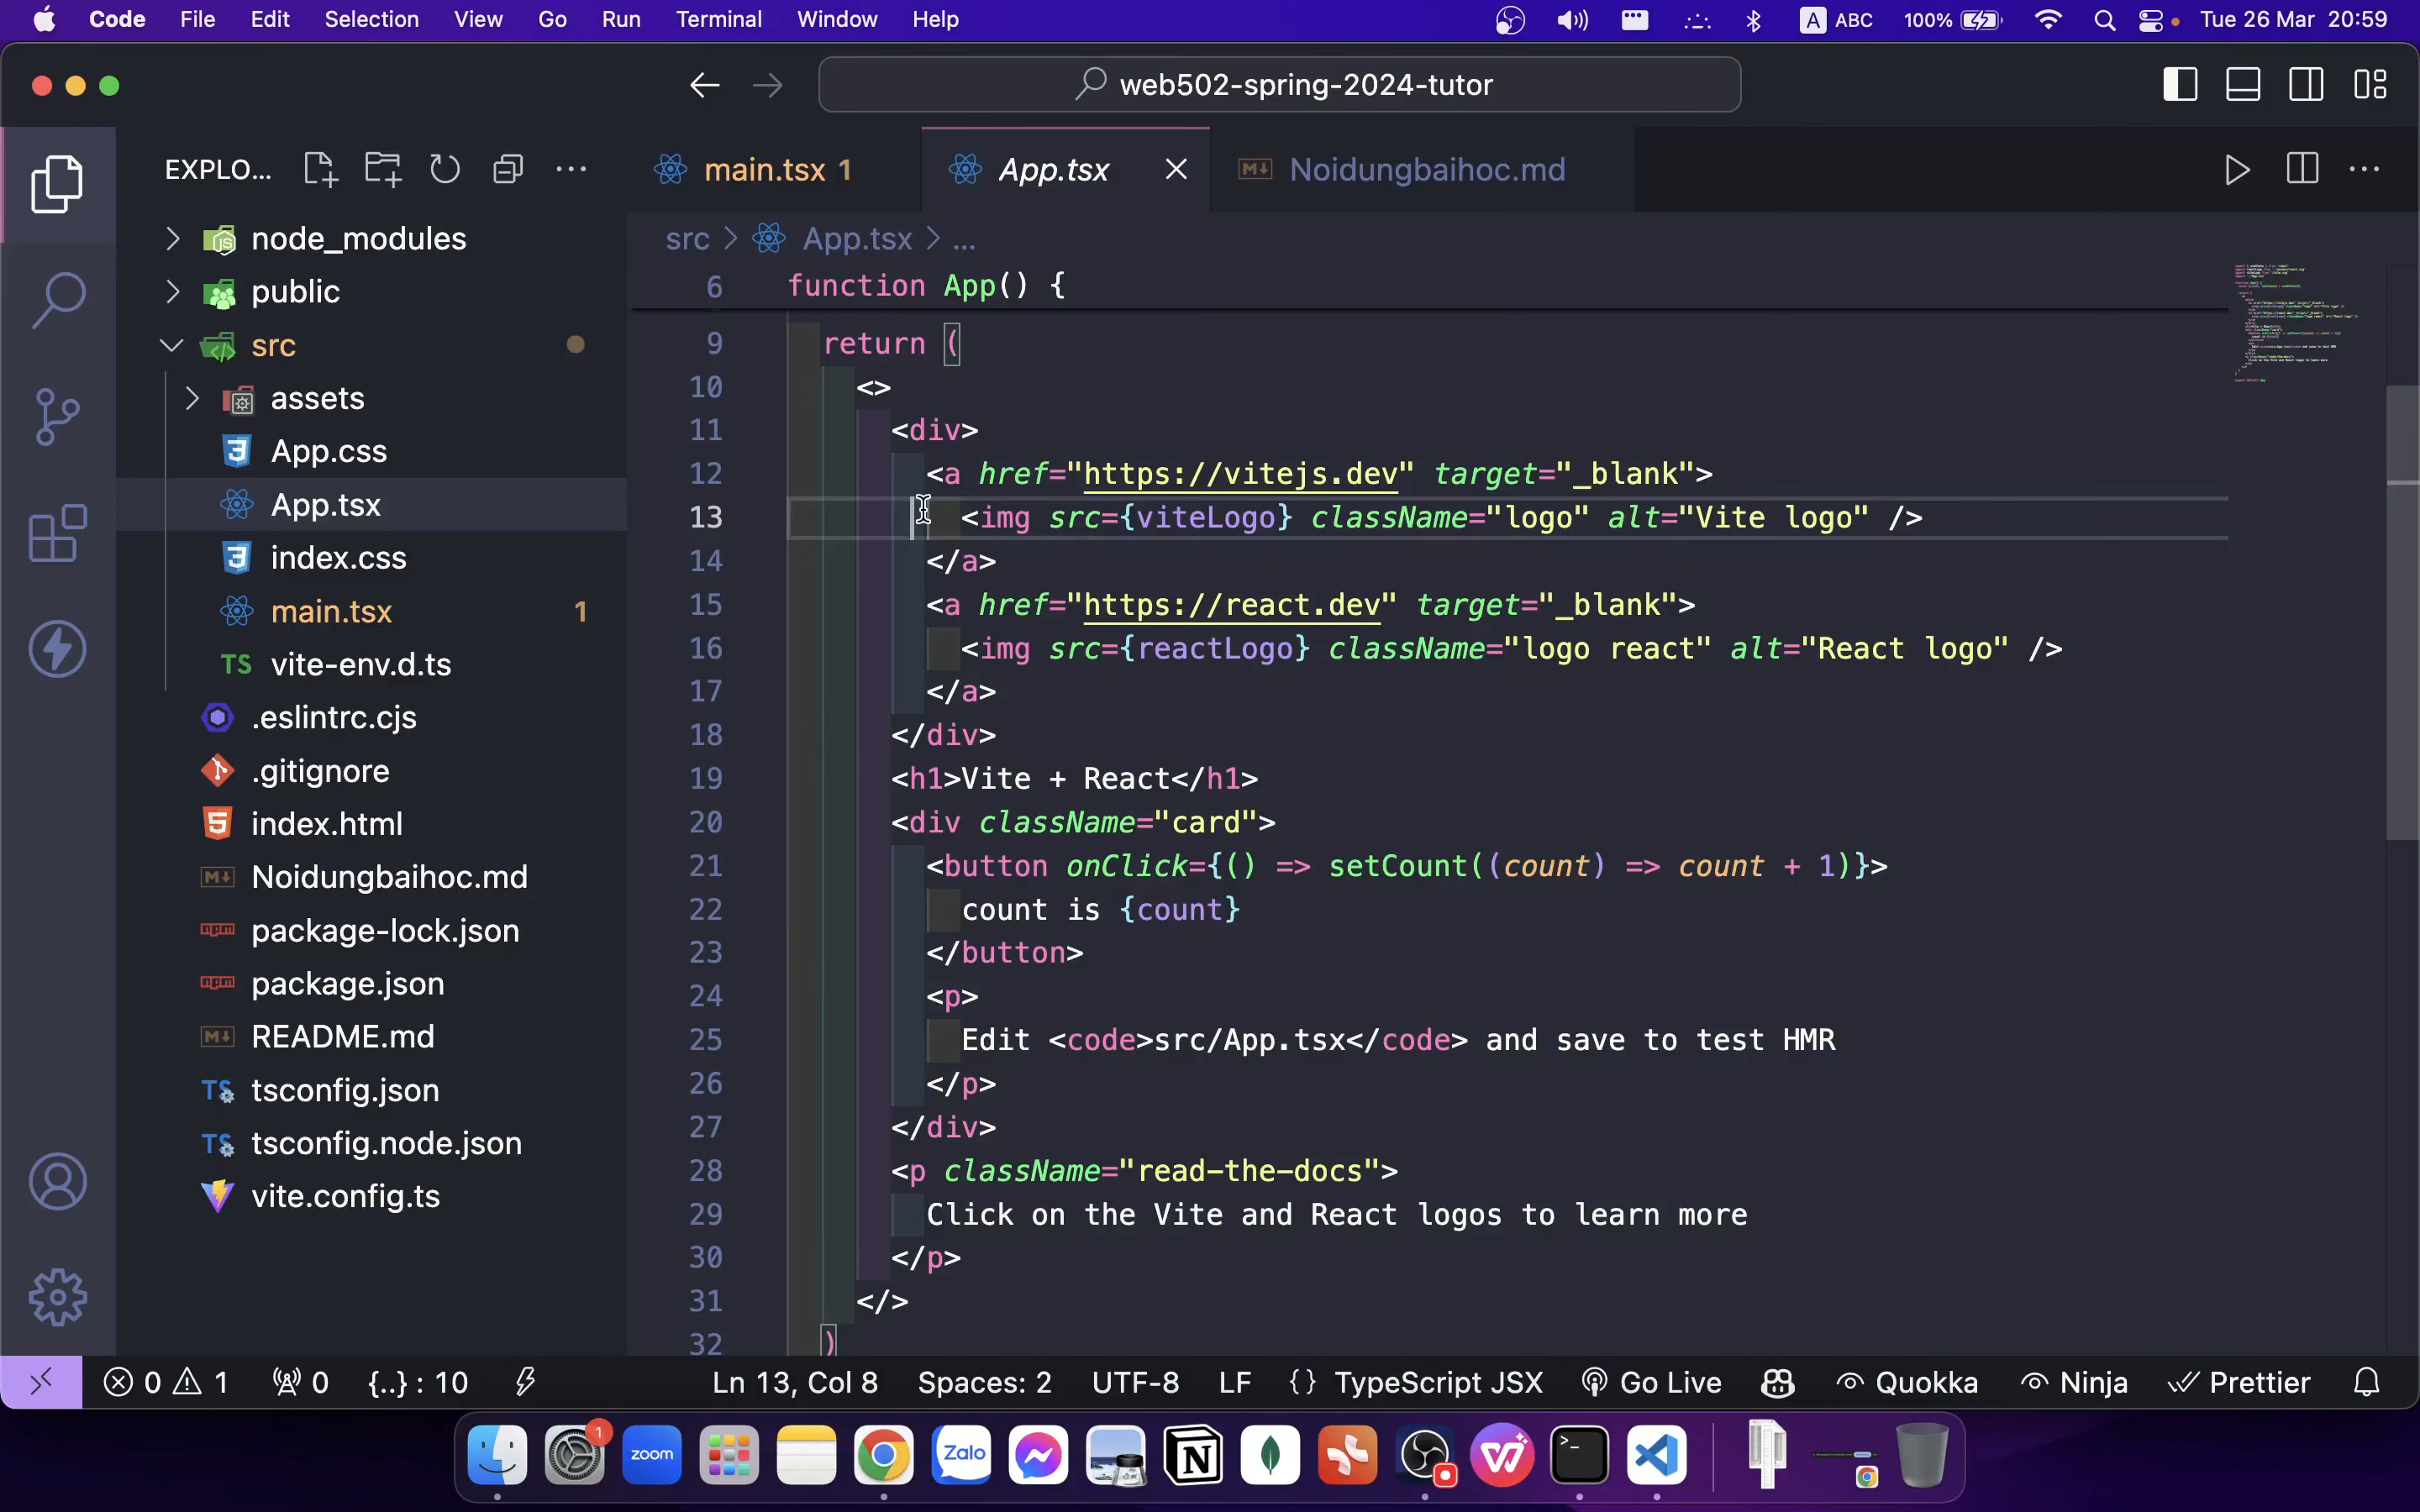 Code File Edit Selection View Go Run Terminal Window Help A ABC 100% Tue 26 Mar 20:59
web502-spring-2024-tutor
EXPLO... main.tsx 1 App.tsx Noidungbaihoc.md
src > App.tsx > ...
node_modules
public
src
assets
App.css
App.tsx
index.css
main.tsx 1
TS vite-env.d.ts
.eslintrc.cjs
.gitignore
index.html
Noidungbaihoc.md
package-lock.json
package.json
README.md
tsconfig.json
tsconfig.node.json
vite.config.ts
6 function App() {
9 return (
10 <>
11 <div>
12 <a href="https://vitejs.dev" target="_blank">
13 <img src={viteLogo} className="logo" alt="Vite logo" />
14 </a>
15 <a href="https://react.dev" target="_blank">
16 <img src={reactLogo} className="logo react" alt="React logo" />
17 </a>
18 </div>
19 <h1>Vite + React</h1>
20 <div className="card">
21 <button onClick={() => setCount((count) => count + 1)}>
22 count is {count}
23 </button>
24 <p>
25 Edit <code>src/App.tsx</code> and save to test HMR
26 </p>
27 </div>
28 <p className="read-the-docs">
29 Click on the Vite and React logos to learn more
30 </p>
31 </>
32 )
0 1 0 {..} : 10 Ln 13, Col 8 Spaces: 2 UTF-8 LF {} TypeScript JSX Go Live Quokka Ninja Prettier
1 zoom Zalo